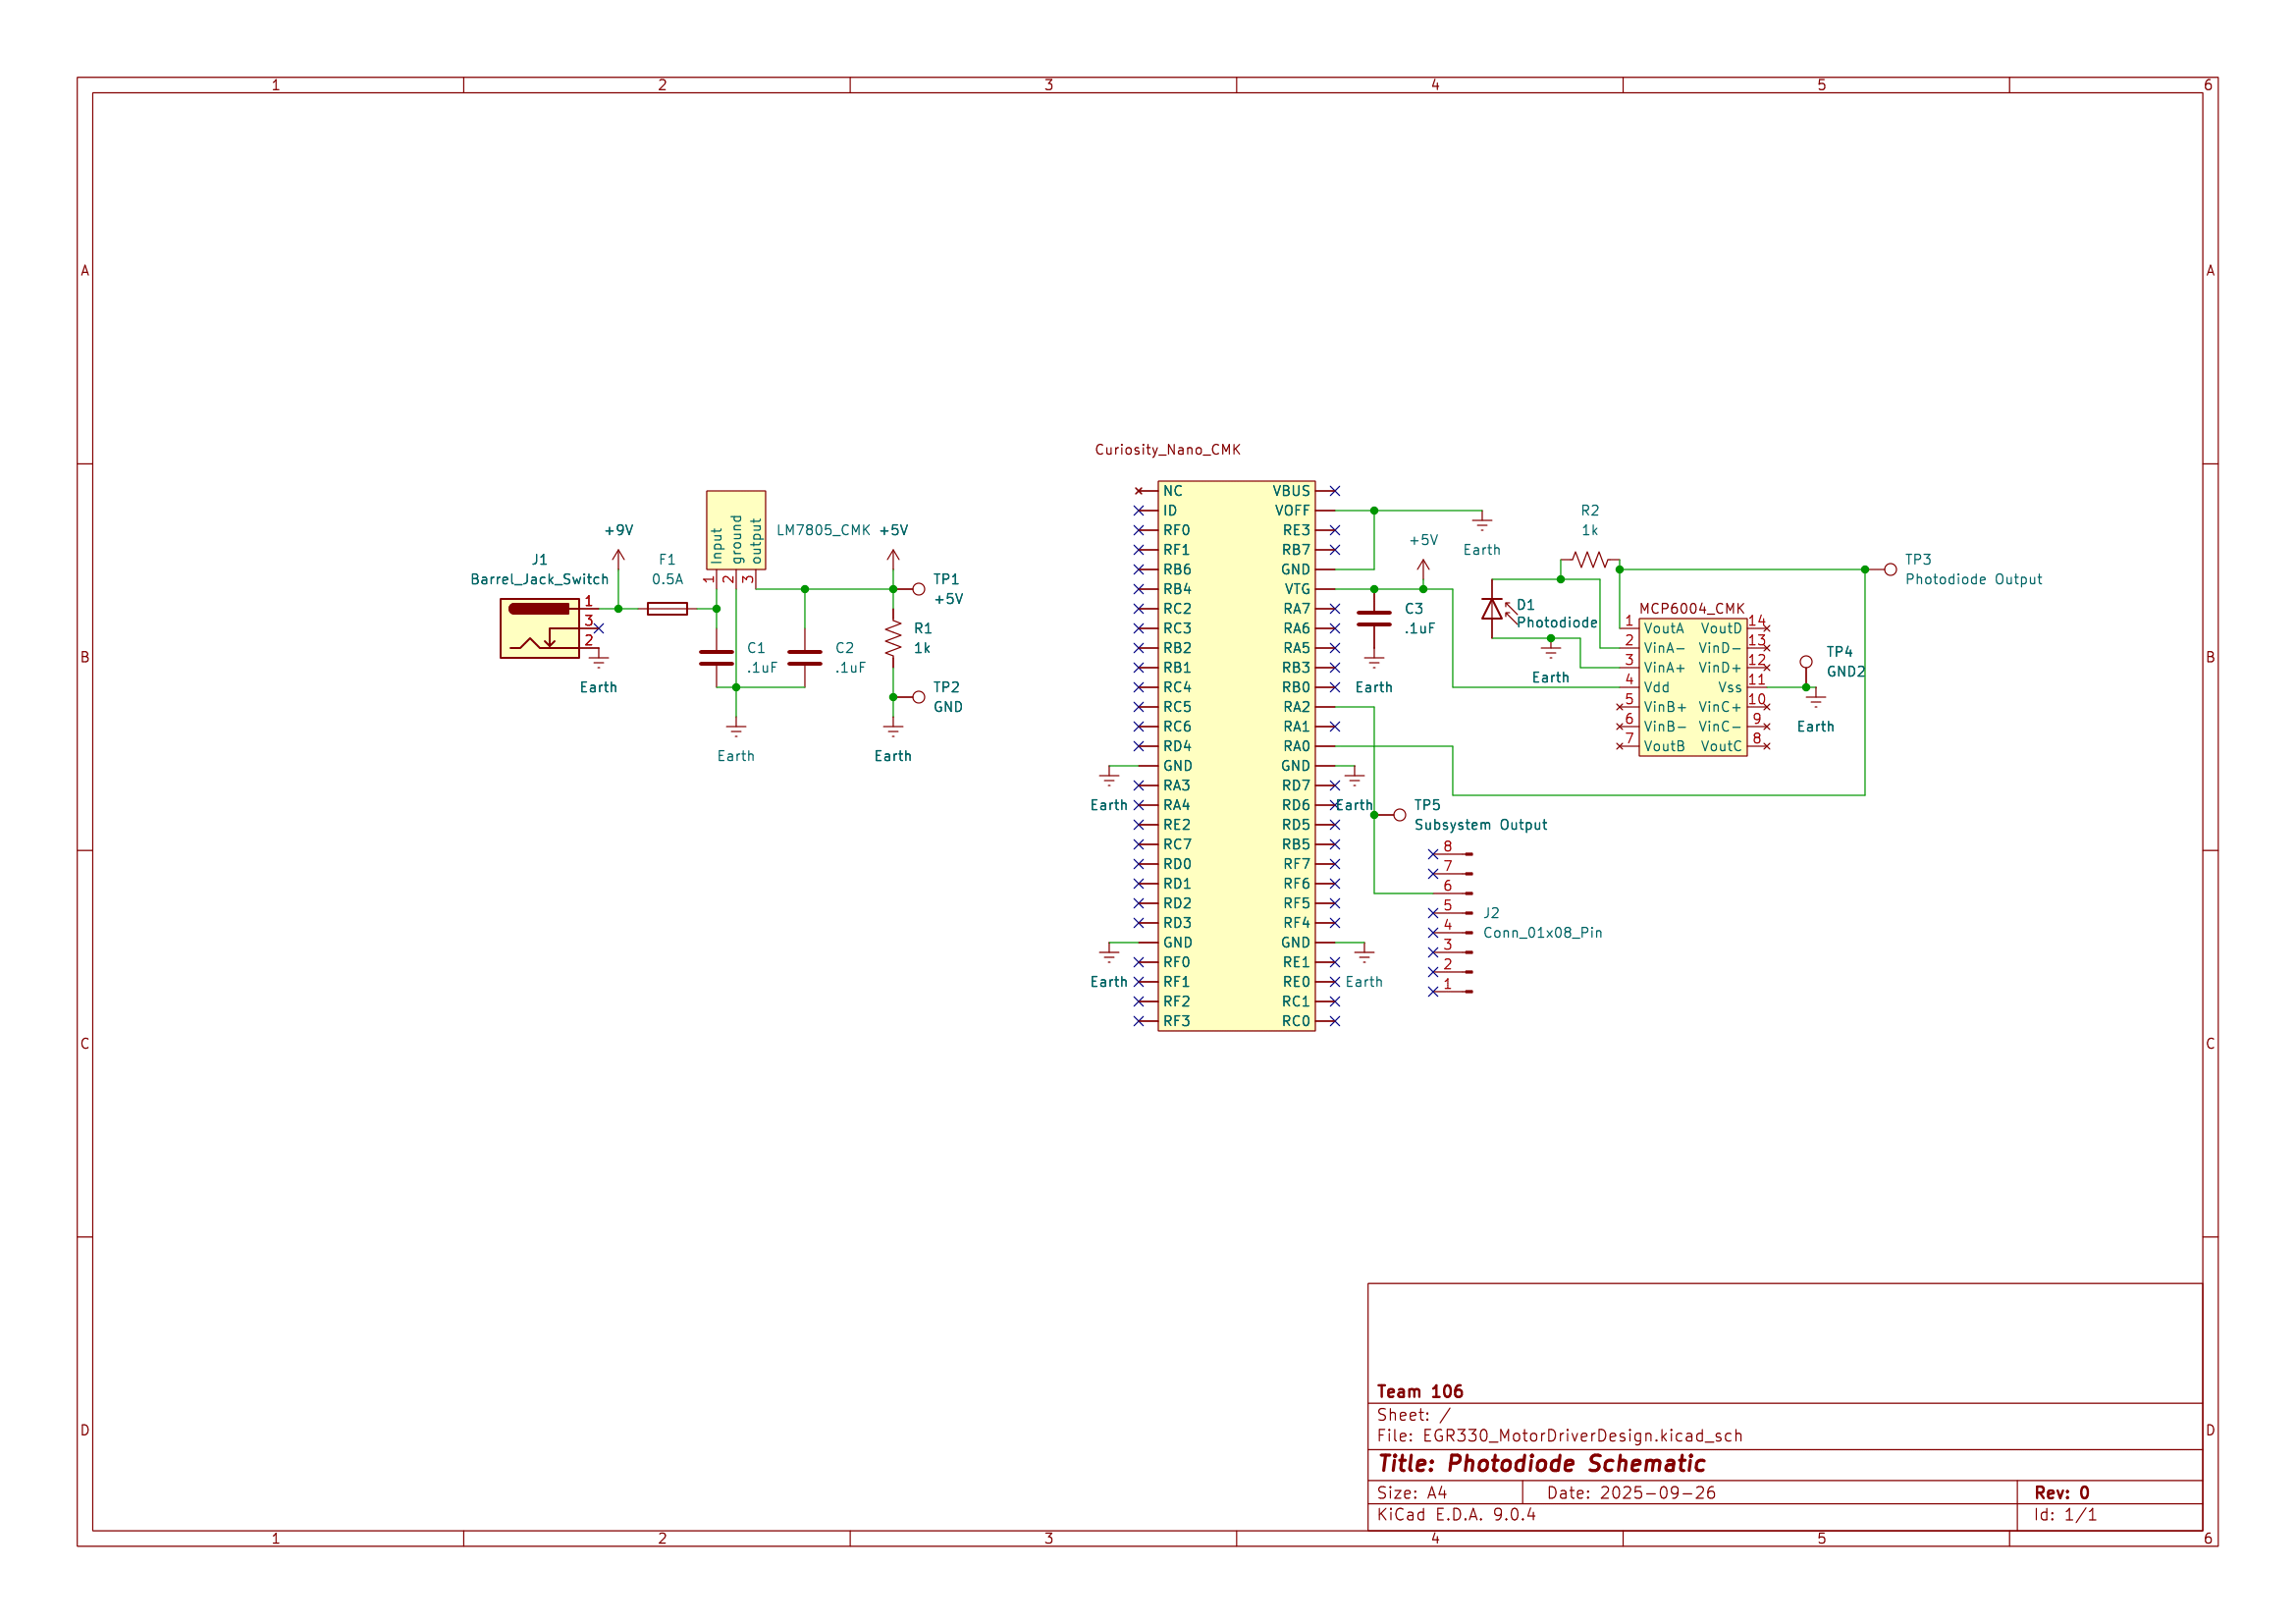 1 2 3 4 5 6
A A
B B
C C
D D
1 2 3 4 5 6
J1
Barrel_Jack_Switch
1
3
2
Earth
+9V
F1
0.5A
Input
ground
output
1 2 3
LM7805_CMK
C1
.1uF
C2
.1uF
Earth
+5V
TP1
+5V
R1
1k
TP2
GND
Earth
Curiosity_Nano_CMK
NC VBUS
ID VOFF
RF0 RE3
RF1 RB7
RB6 GND
RB4 VTG
RC2 RA7
RC3 RA6
RB2 RA5
RB1 RB3
RC4 RB0
RC5 RA2
RC6 RA1
RD4 RA0
GND GND
RA3 RD7
RA4 RD6
RE2 RD5
RC7 RB5
RD0 RF7
RD1 RF6
RD2 RF5
RD3 RF4
GND GND
RF0 RE1
RF1 RE0
RF2 RC1
RF3 RC0
Earth
Earth
Earth
Earth
Earth
+5V
C3
.1uF
Earth
D1
Photodiode
Earth
R2
1k
MCP6004_CMK
1 VoutA VoutD 14
2 VinA- VinD- 13
3 VinA+ VinD+ 12
4 Vdd Vss 11
5 VinB+ VinC+ 10
6 VinB- VinC- 9
7 VoutB VoutC 8
TP3
Photodiode Output
TP4
GND2
Earth
TP5
Subsystem Output
8
7
6
5
4
3
2
1
J2
Conn_01x08_Pin
Team 106
Sheet: /
File: EGR330_MotorDriverDesign.kicad_sch
Title: Photodiode Schematic
Size: A4 Date: 2025-09-26 Rev: 0
KiCad E.D.A. 9.0.4 Id: 1/1